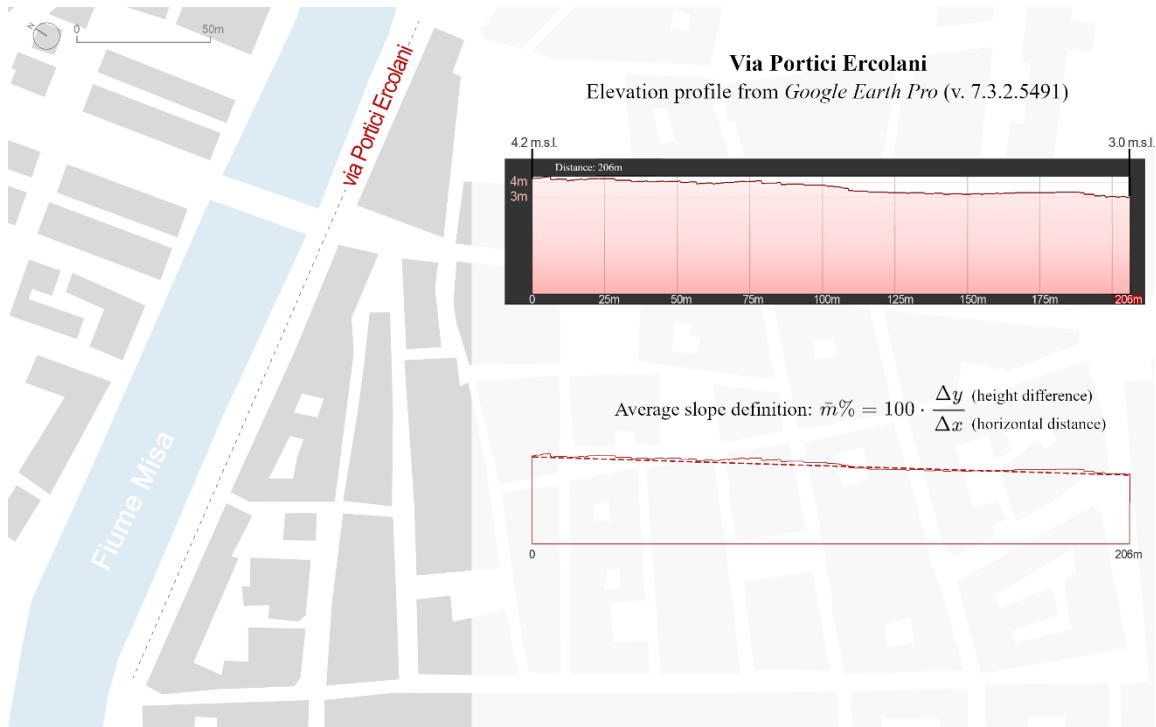 N
0
50m
via Portici Ercolani
Fiume Misa
Via Portici Ercolani
Elevation profile from Google Earth Pro (v. 7.3.2.5491)
4.2 m.s.l.
3.0 m.s.l.
Distance: 206m
4m
3m
0 25m 50m 75m 100m 125m 150m 175m 206m
Average slope definition: m̄% = 100 · Δy (height difference)
Δx (horizontal distance)
0
206m